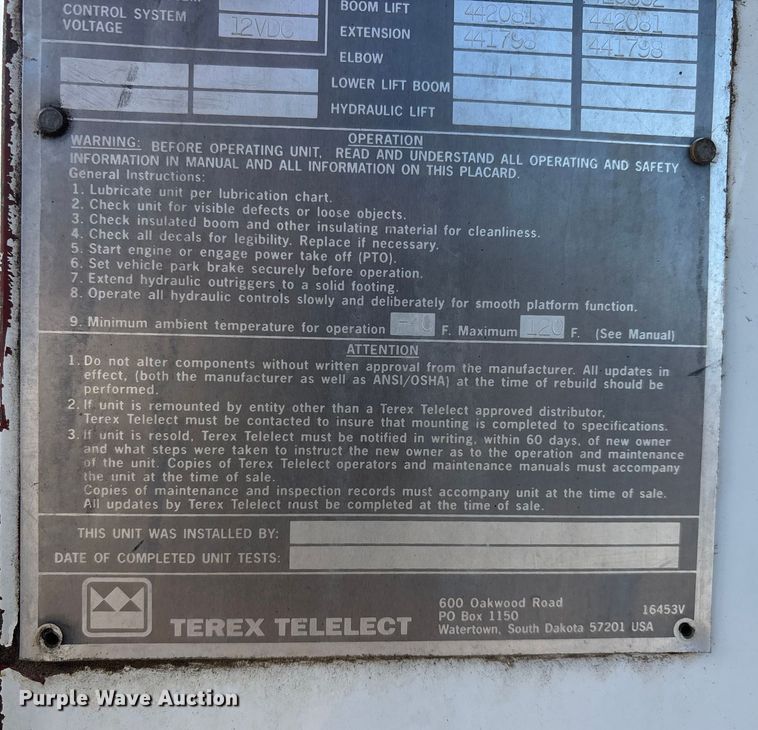 CONTROL SYSTEM
VOLTAGE 12VDC
BOOM LIFT 442081
EXTENSION 442081 442081
ELBOW 441798 441798
LOWER LIFT BOOM
HYDRAULIC LIFT
OPERATION
WARNING: BEFORE OPERATING UNIT, READ AND UNDERSTAND ALL OPERATING AND SAFETY
INFORMATION IN MANUAL AND ALL INFORMATION ON THIS PLACARD.
General Instructions:
1. Lubricate unit per lubrication chart.
2. Check unit for visible defects or loose objects.
3. Check insulated boom and other insulating material for cleanliness.
4. Check all decals for legibility. Replace if necessary.
5. Start engine or engage power take off (PTO).
6. Set vehicle park brake securely before operation.
7. Extend hydraulic outriggers to a solid footing.
8. Operate all hydraulic controls slowly and deliberately for smooth platform function.
9. Minimum ambient temperature for operation -40 F. Maximum 120 F. (See Manual)
ATTENTION
1. Do not alter components without written approval from the manufacturer. All updates in
effect, (both the manufacturer as well as ANSI/OSHA) at the time of rebuild should be
performed.
2. If unit is remounted by entity other than a Terex Telelect approved distributor,
Terex Telelect must be contacted to insure that mounting is completed to specifications.
3. If unit is resold, Terex Telelect must be notified in writing, within 60 days, of new owner
and what steps were taken to instruct the new owner as to the operation and maintenance
of the unit. Copies of Terex Telelect operators and maintenance manuals must accompany
the unit at the time of sale.
Copies of maintenance and inspection records must accompany unit at the time of sale.
All updates by Terex Telelect must be completed at the time of sale.
THIS UNIT WAS INSTALLED BY:
DATE OF COMPLETED UNIT TESTS:
TEREX TELELECT
600 Oakwood Road
PO Box 1150
Watertown, South Dakota 57201 USA
16453V
Purple Wave Auction